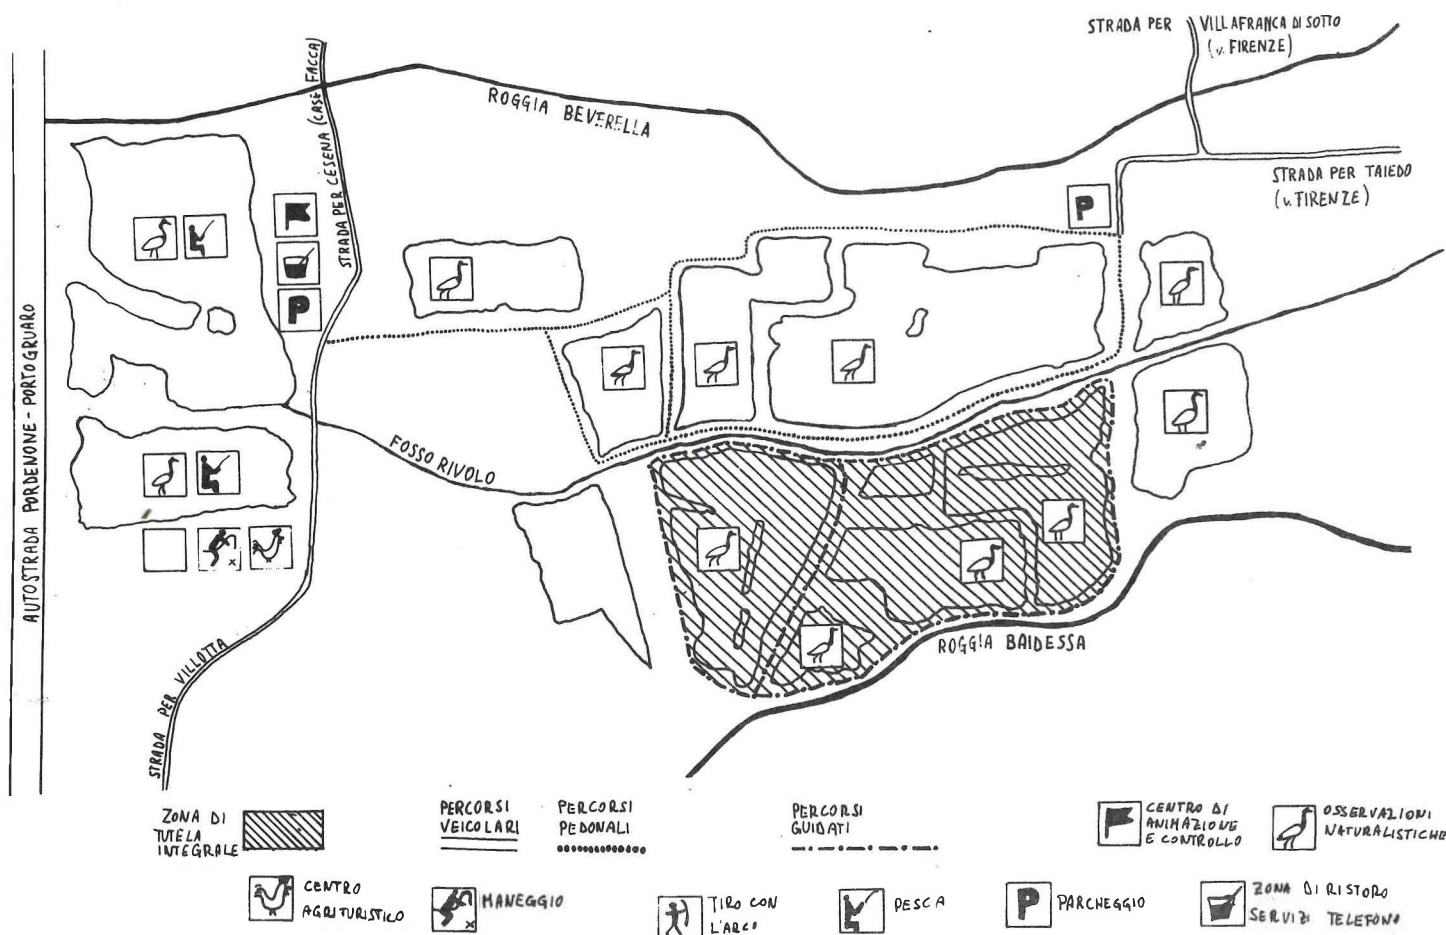 STRADA PER VILLAFRANCA DI SOTTO
(v. FIRENZE)
STRADA PER CESENA (CASE FACCA)
ROGGIA BEVERELLA
STRADA PER TAIEDO
(v. FIRENZE)
P
P
AUTOSTRADA PORDENONE - PORTOGRUARO
FOSSO RIVOLO
ROGGIA BAIDESSA
STRADA PER VILLOTTA
ZONA DI
TUTELA
INTEGRALE
PERCORSI
VEICOLARI
PERCORSI
PEDONALI
PERCORSI
GUIDATI
CENTRO DI
ANIMAZIONE
E CONTROLLO
OSSERVAZIONI
NATURALISTICHE
CENTRO
AGRITURISTICO
MANEGGIO
TIRO CON
L'ARCO
PESCA
P
PARCHEGGIO
ZONA DI RISTORO
SERVIZI TELEFONO